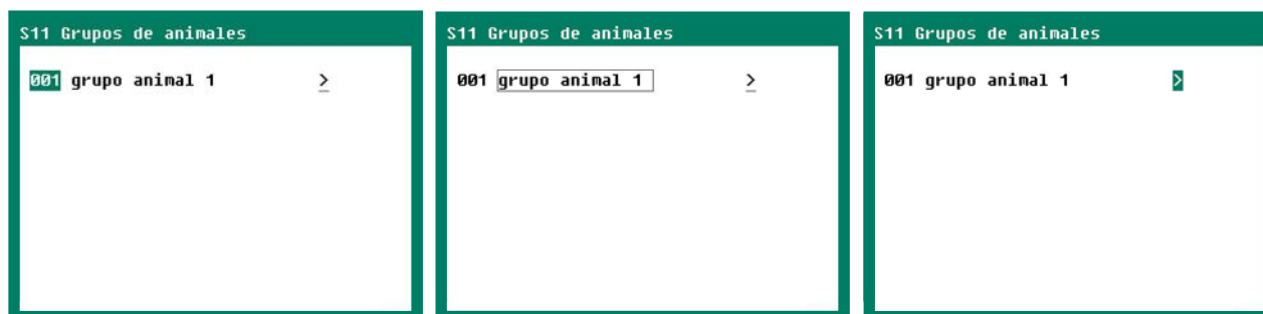 S11 Grupos de animales
001 grupo animal 1 >
S11 Grupos de animales
001 grupo animal 1 >
S11 Grupos de animales
001 grupo animal 1 >